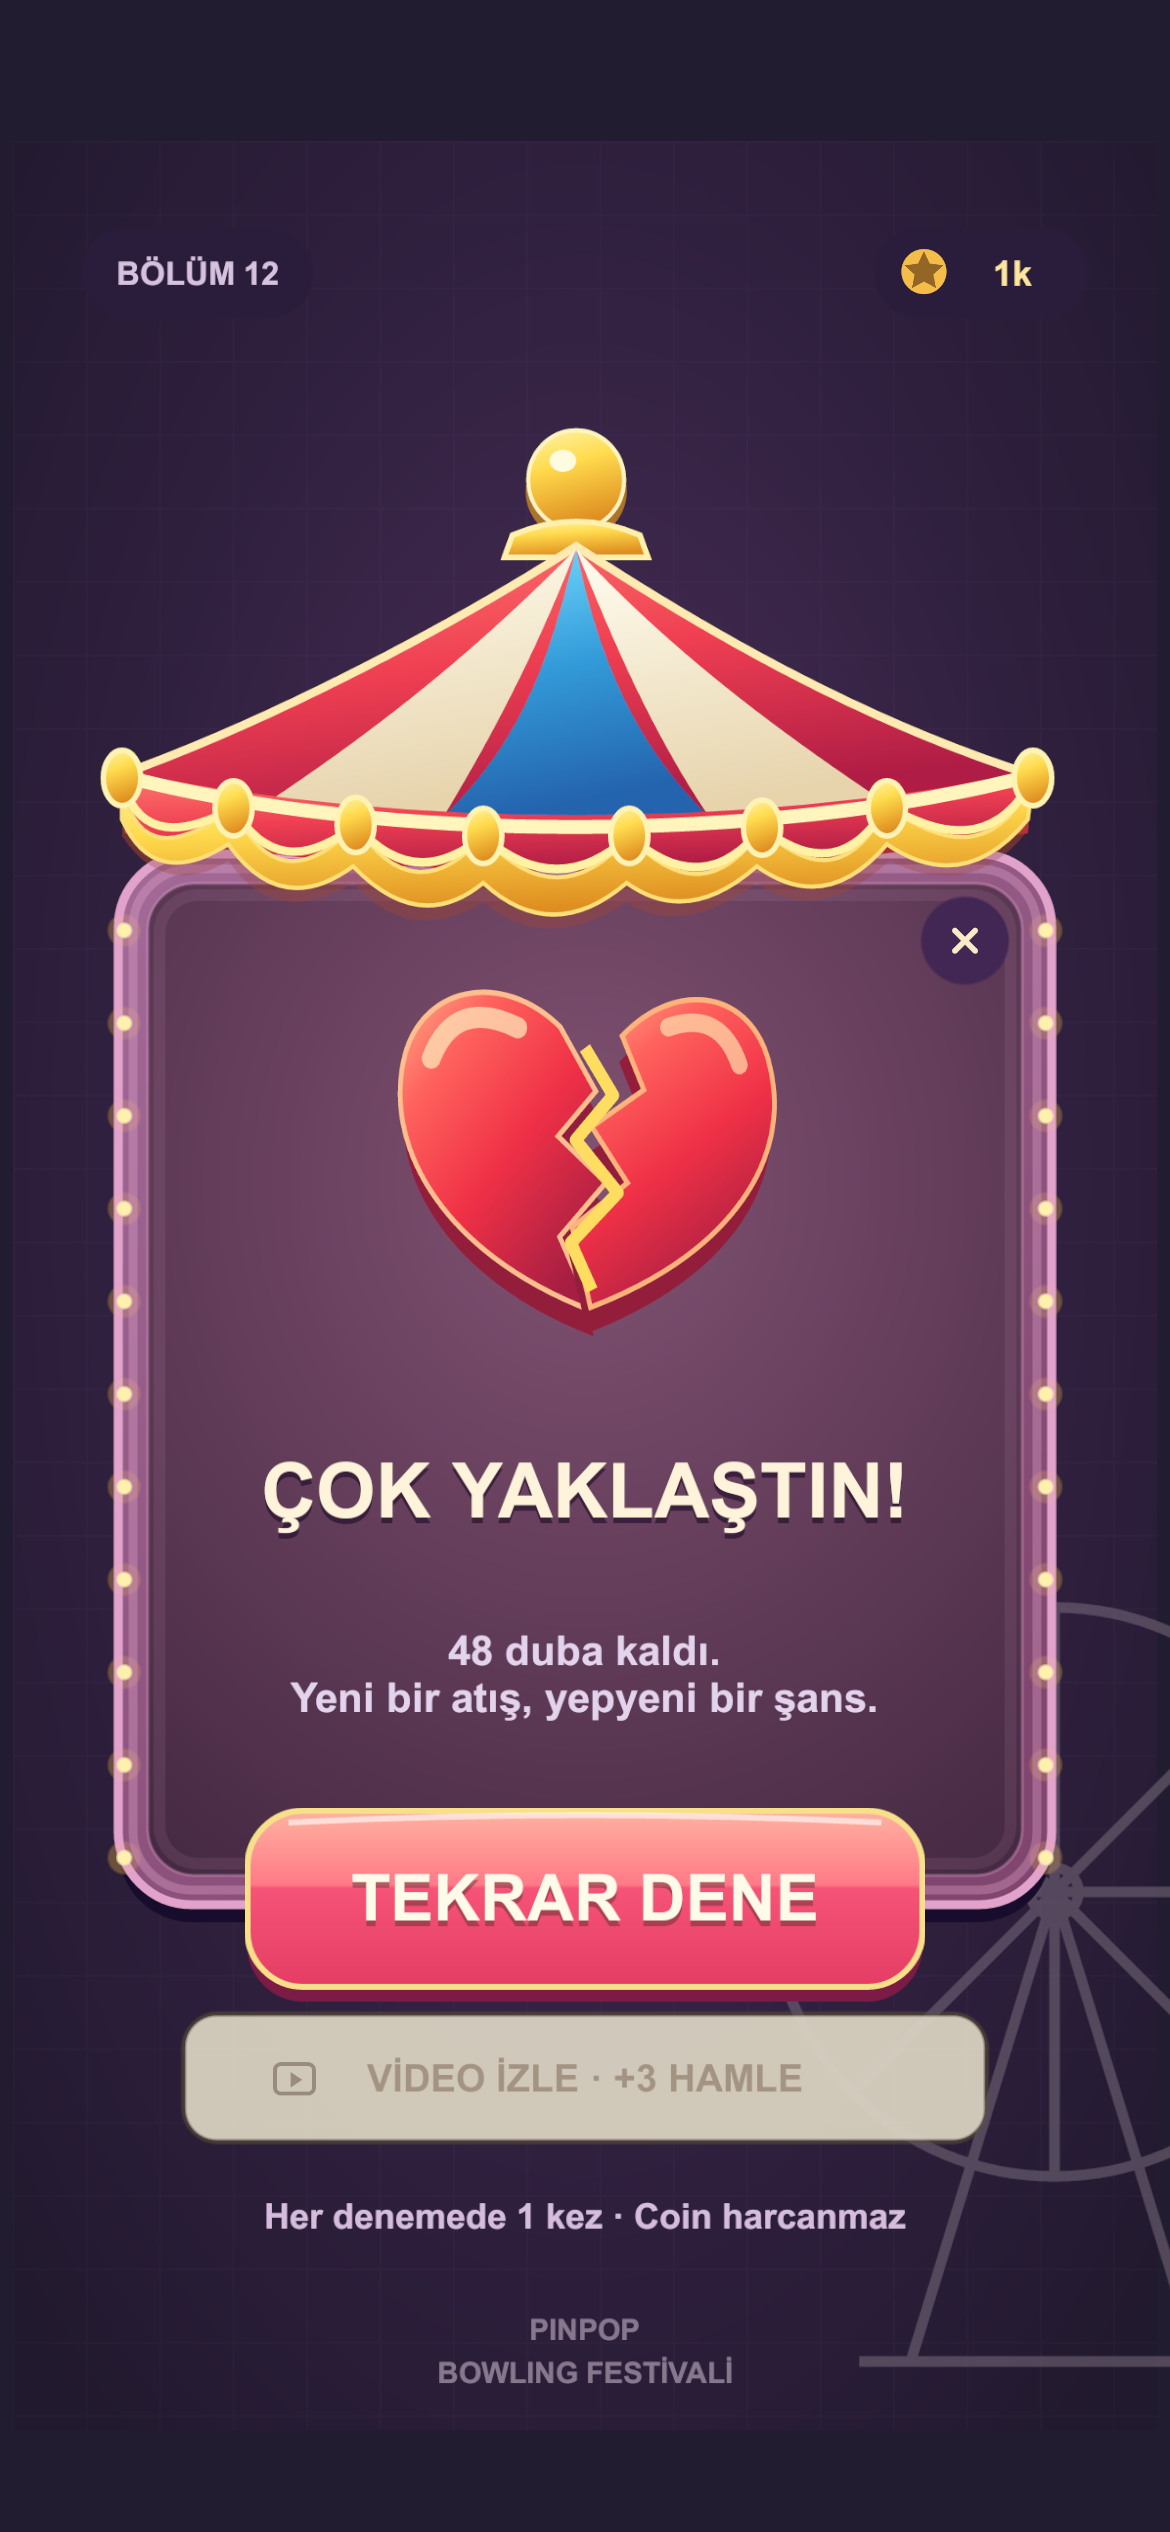 BÖLÜM 12
1k
ÇOK YAKLAŞTIN!
48 duba kaldı.
Yeni bir atış, yepyeni bir şans.
TEKRAR DENE
VİDEO İZLE · +3 HAMLE
Her denemede 1 kez · Coin harcanmaz
PINPOP
BOWLING FESTİVALİ